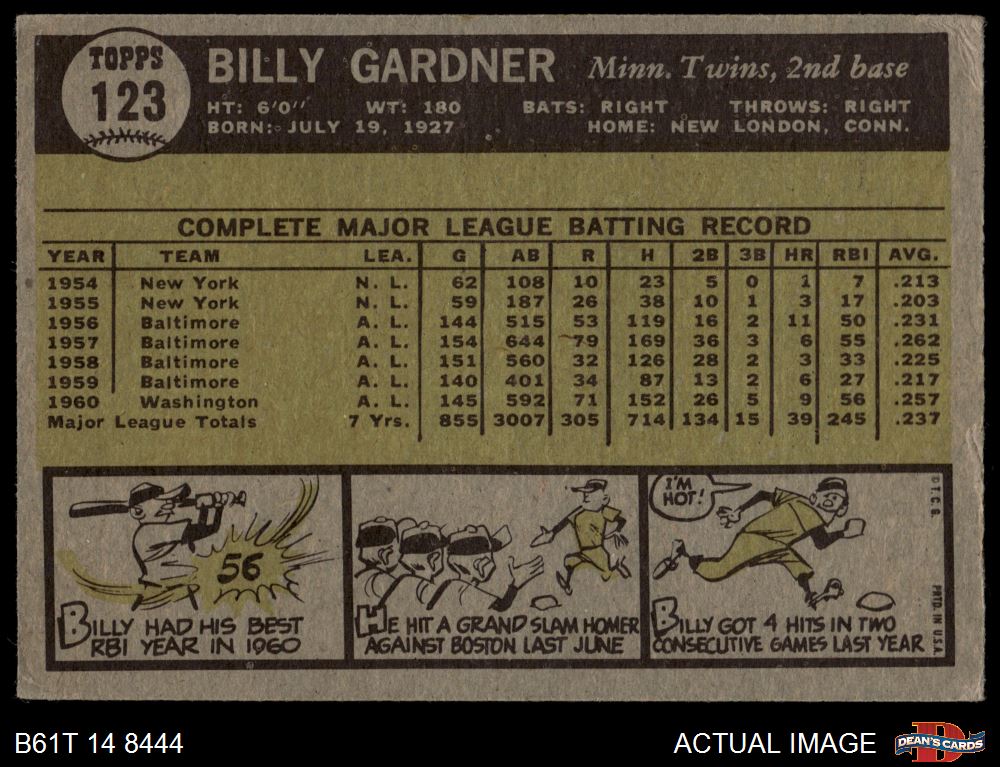 TOPPS
123
BILLY GARDNER Minn. Twins, 2nd base
HT: 6'0" WT: 180 BATS: RIGHT THROWS: RIGHT
BORN: JULY 19, 1927 HOME: NEW LONDON, CONN.
COMPLETE MAJOR LEAGUE BATTING RECORD
YEAR TEAM LEA. G AB R H 2B 3B HR RBI AVG.
1954 New York N. L. 62 108 10 23 5 0 1 7 .213
1955 New York N. L. 59 187 26 38 10 1 3 17 .203
1956 Baltimore A. L. 144 515 53 119 16 2 11 50 .231
1957 Baltimore A. L. 154 644 79 169 36 3 6 55 .262
1958 Baltimore A. L. 151 560 32 126 28 2 3 33 .225
1959 Baltimore A. L. 140 401 34 87 13 2 6 27 .217
1960 Washington A. L. 145 592 71 152 26 5 9 56 .257
Major League Totals 7 Yrs. 855 3007 305 714 134 15 39 245 .237
56
BILLY HAD HIS BEST
RBI YEAR IN 1960
HE HIT A GRAND SLAM HOMER
AGAINST BOSTON LAST JUNE
I'M
HOT!
BILLY GOT 4 HITS IN TWO
CONSECUTIVE GAMES LAST YEAR
© T. C. G.
PRTD. IN U.S.A.
B61T 14 8444
ACTUAL IMAGE
D
DEAN'S CARDS